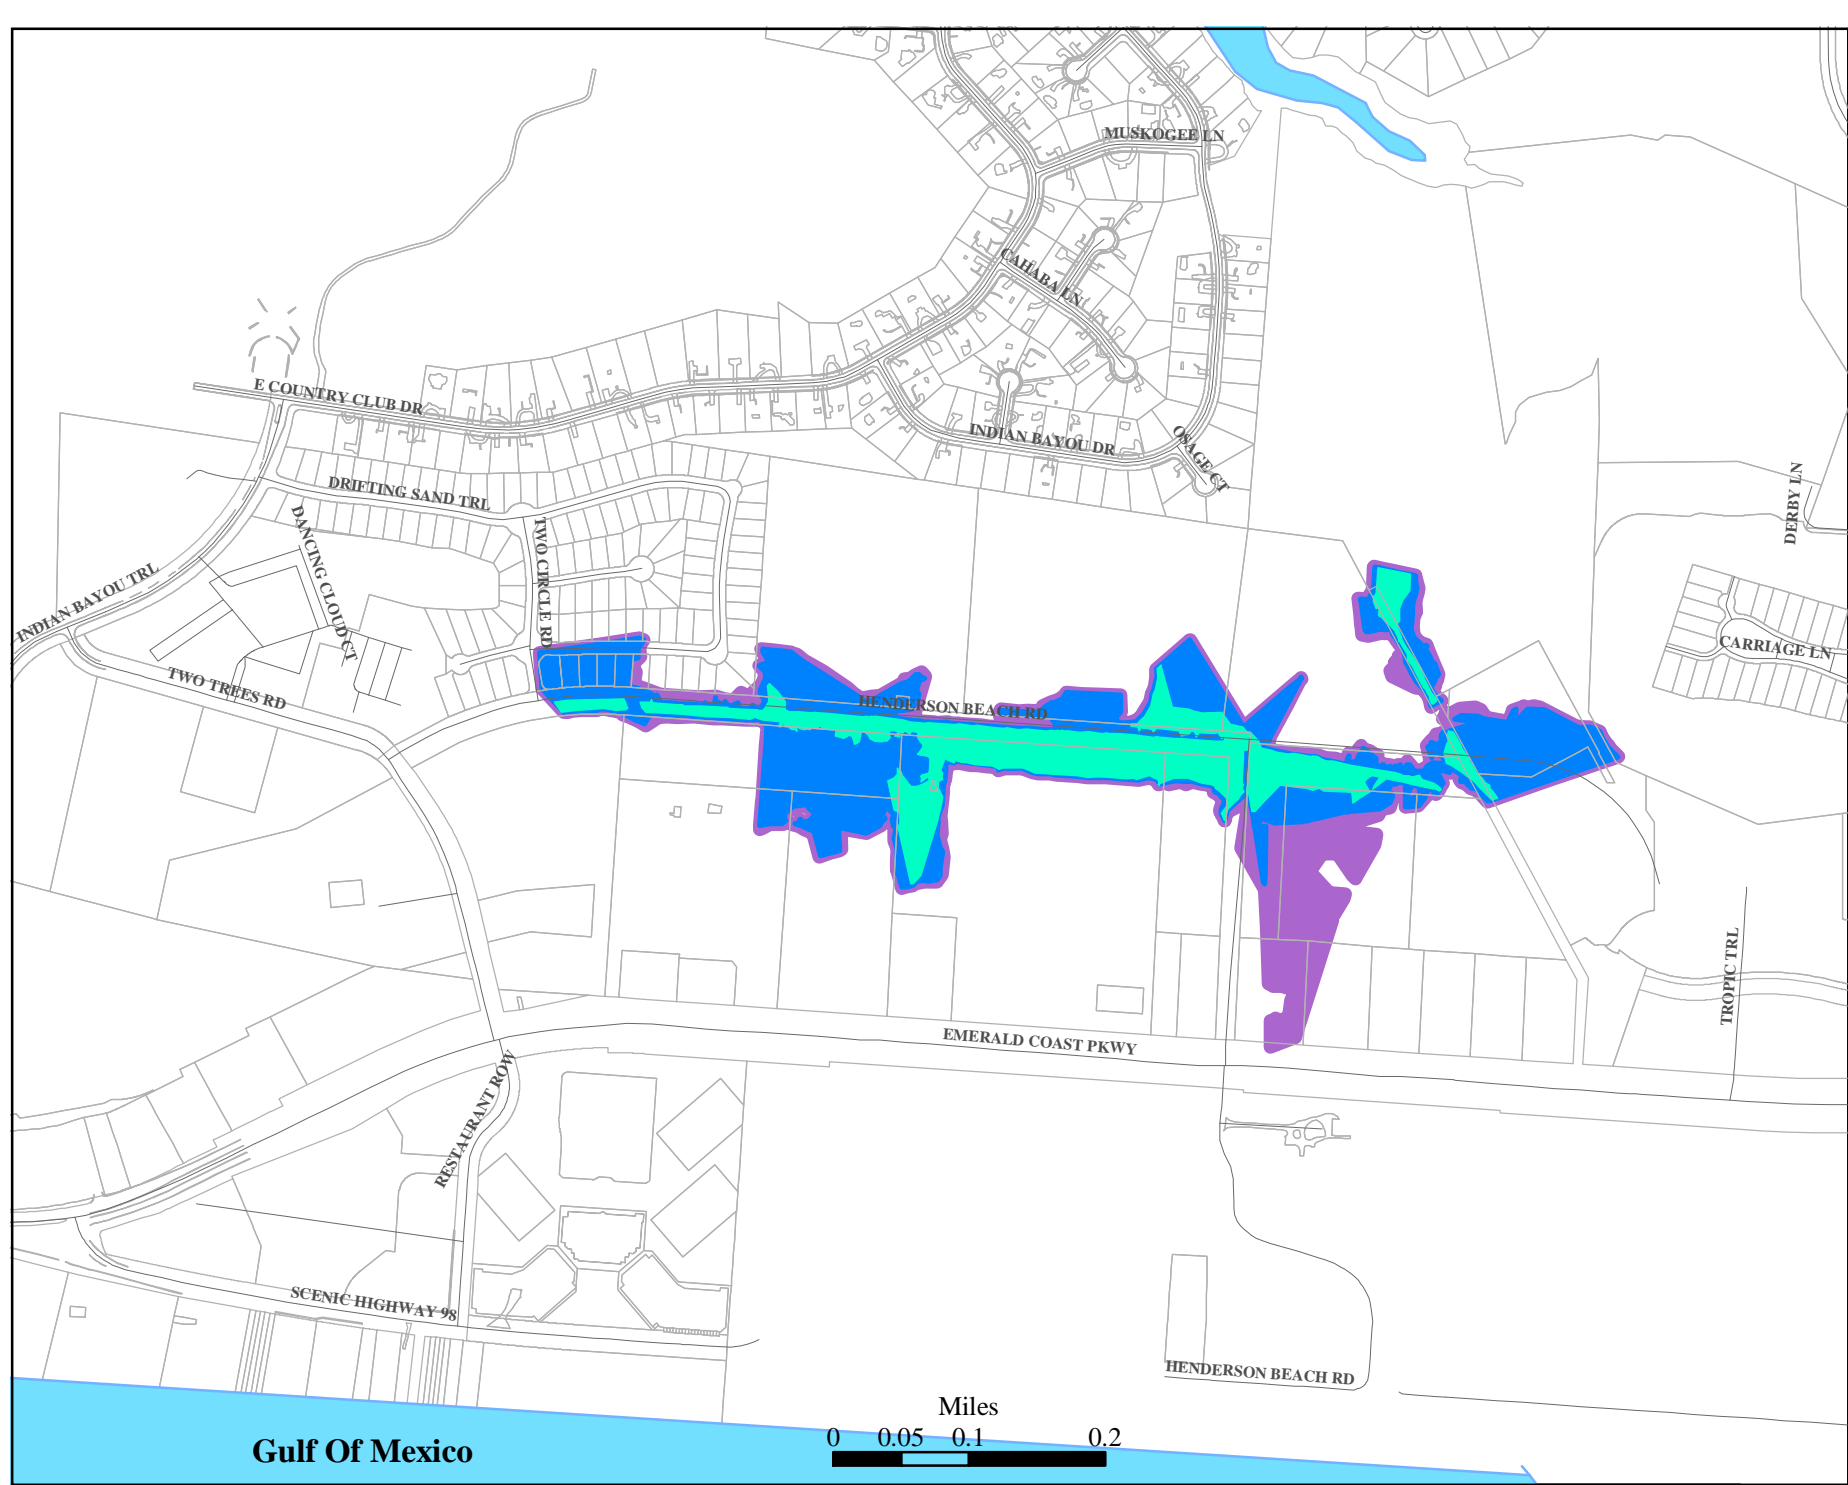 MUSKOGEE LN
CAHABA LN
E COUNTRY CLUB DR
INDIAN BAYOU DR
OSAGE CT
DRIFTING SAND TRL
DERBY LN
DANCING CLOUD CT
TWO CIRCLE RD
INDIAN BAYOU TRL
CARRIAGE LN
TWO TREES RD
HENDERSON BEACH RD
TROPIC TRL
EMERALD COAST PKWY
RESTAURANT ROW
SCENIC HIGHWAY 98
HENDERSON BEACH RD
Miles
0 0.05 0.1 0.2
Gulf Of Mexico